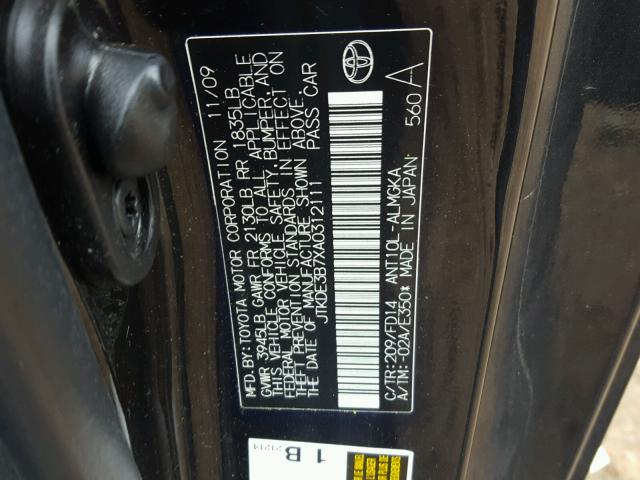 MFD.BY:TOYOTA MOTOR CORPORATION 11/09
GVWR 3945LB GAWR FR 2130LB RR 1835LB
THIS VEHICLE CONFORMS TO ALL APPLICABLE
FEDERAL MOTOR VEHICLE SAFETY, BUMPER, AND
THEFT PREVENTION STANDARDS IN EFFECT ON
THE DATE OF MANUFACTURE SHOWN ABOVE.
JTKDE3B7XA0312111 PASS CAR
C/TR:209/FD14 ANT10L-ALMGKA 560 A
A/TM:-02A/E350* MADE IN JAPAN
1 B
21214